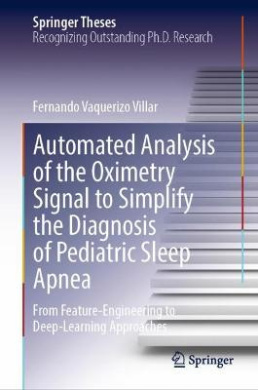 Springer Theses
Recognizing Outstanding Ph.D. Research
Fernando Vaquerizo Villar
Automated Analysis
of the Oximetry
Signal to Simplify
the Diagnosis
of Pediatric Sleep
Apnea
From Feature-Engineering to
Deep-Learning Approaches
Springer